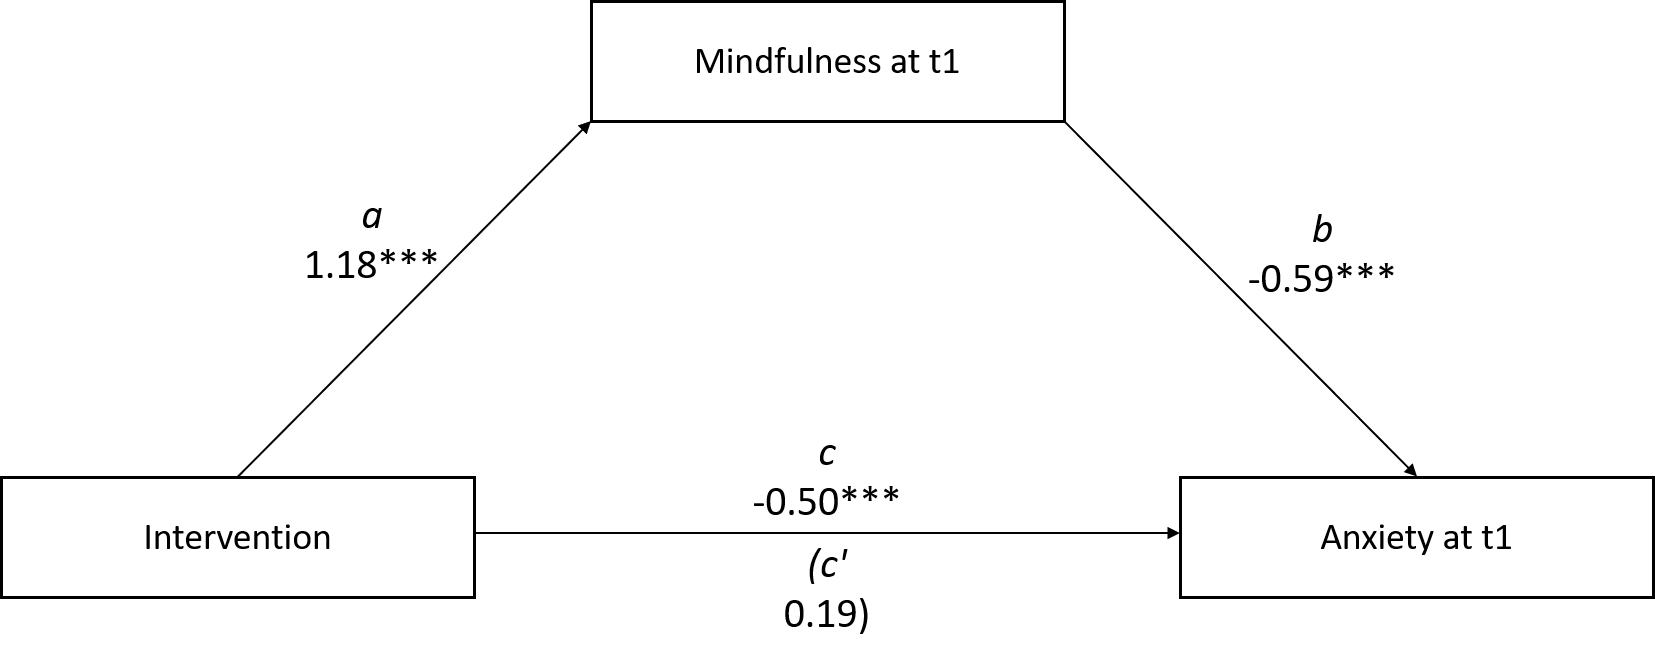 Mindfulness at t1
a
1.18***
b
-0.59***
c
-0.50***
Intervention
Anxiety at t1
(c'
0.19)